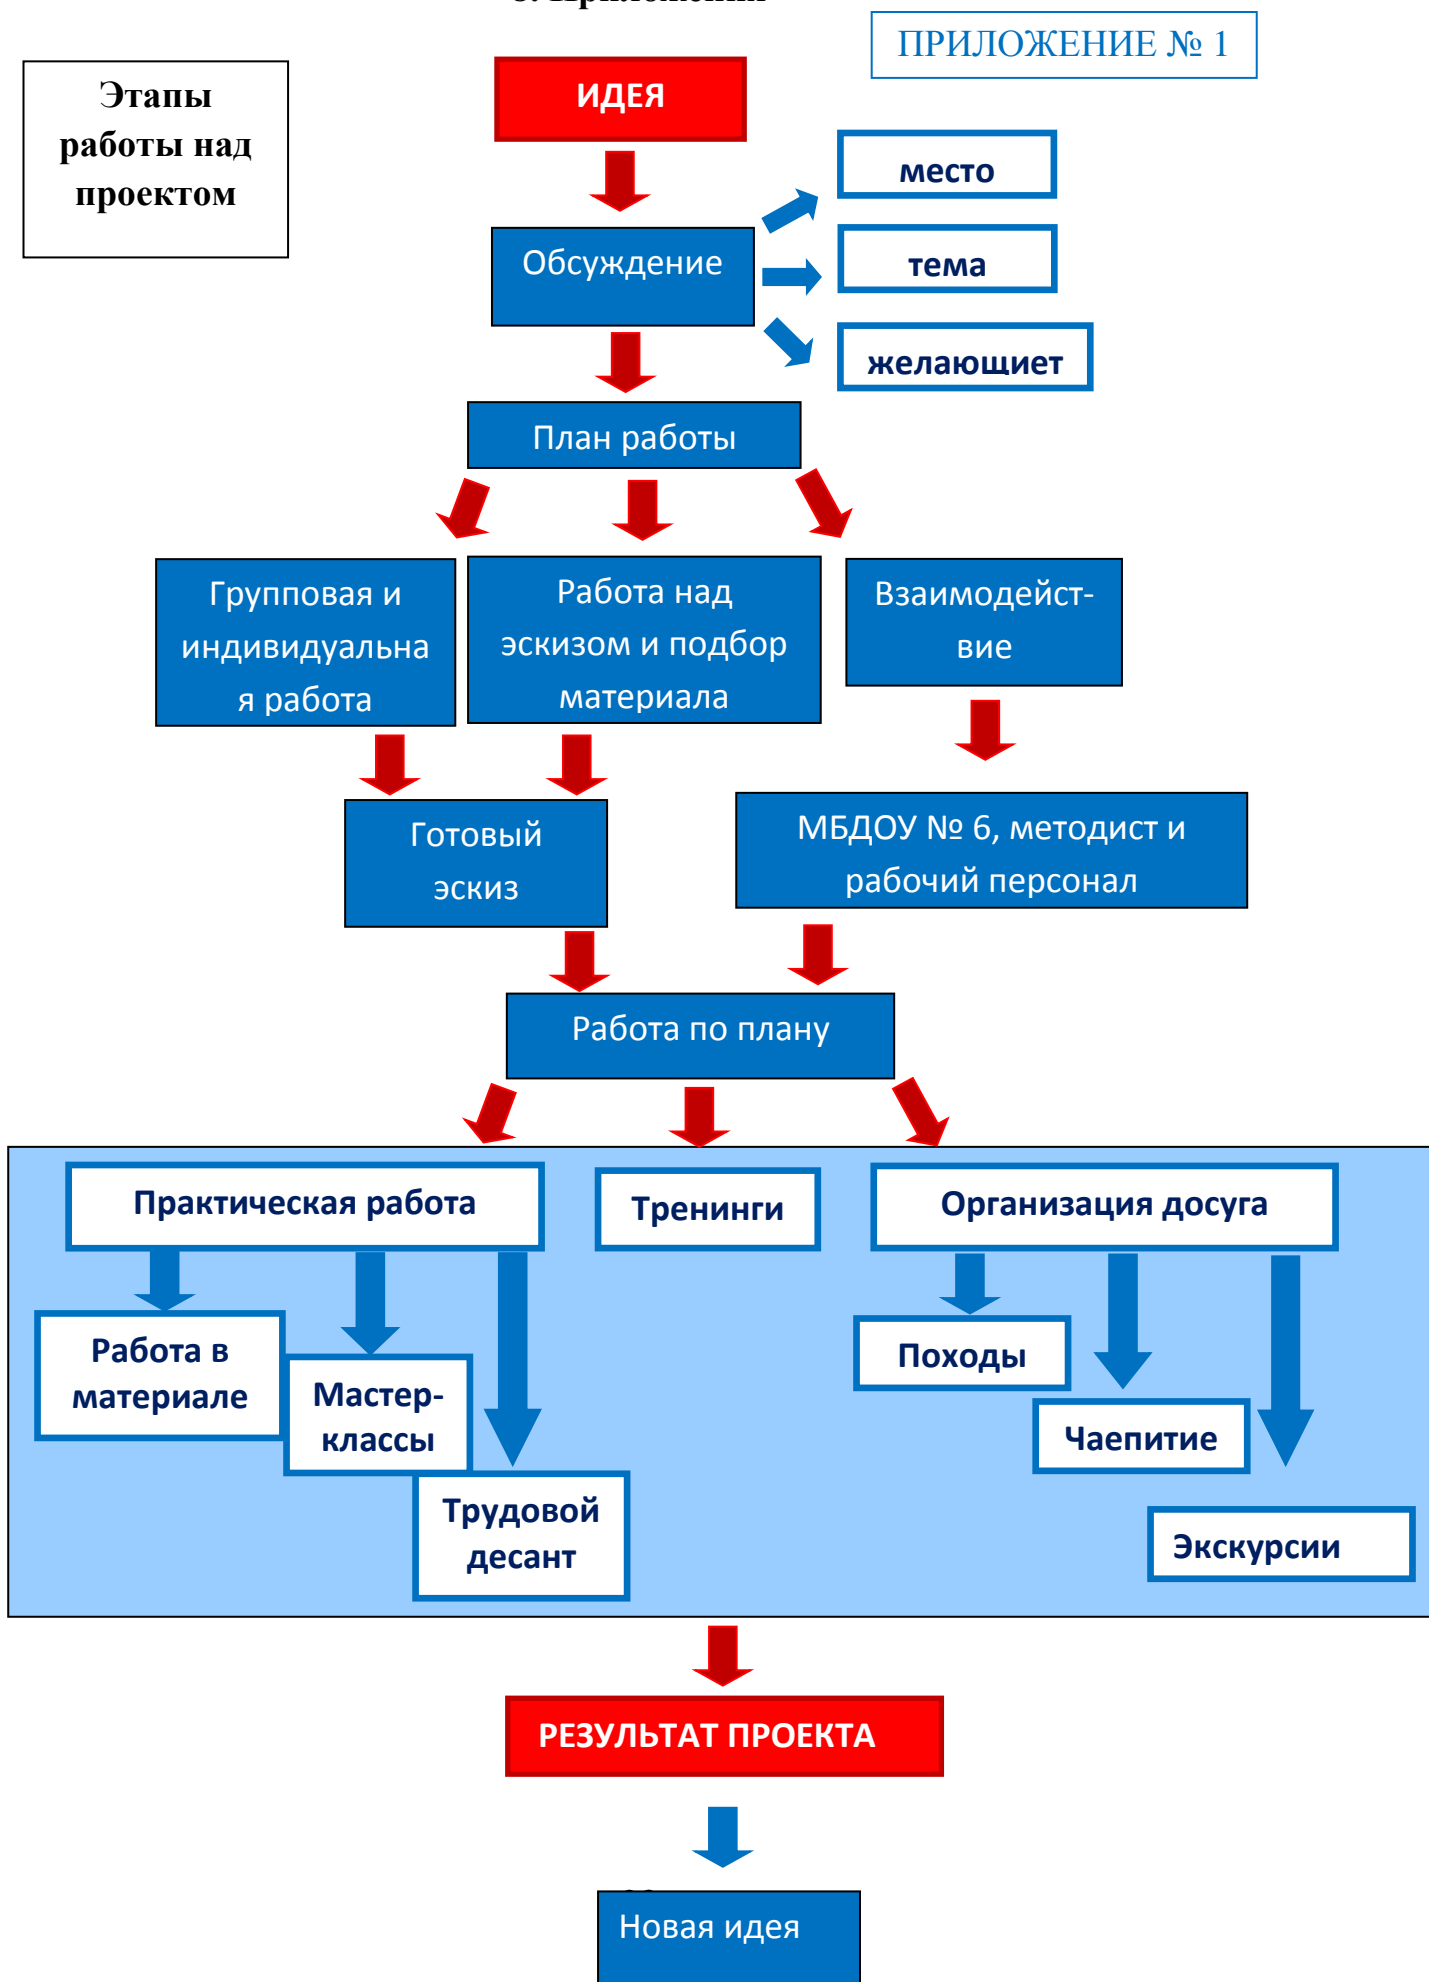 8. Приложения
ПРИЛОЖЕНИЕ № 1
Этапы
работы над
проектом
ИДЕЯ
место
Обсуждение
тема
желающиет
План работы
Групповая и
индивидуальна
я работа
Работа над
эскизом и подбор
материала
Взаимодейст-
вие
Готовый
эскиз
МБДОУ № 6, методист и
рабочий персонал
Работа по плану
Практическая работа
Тренинги
Организация досуга
Работа в
материале
Мастер-
классы
Трудовой
десант
Походы
Чаепитие
Экскурсии
РЕЗУЛЬТАТ ПРОЕКТА
Новая идея